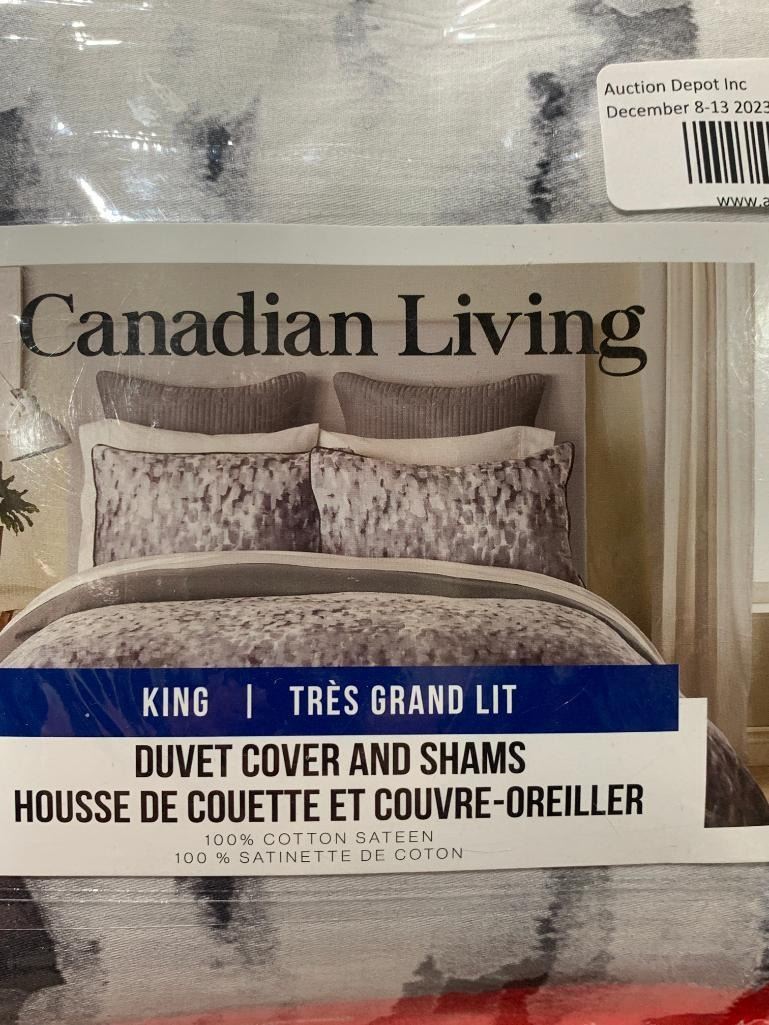 Auction Depot Inc
December 8-13 2023
Canadian Living
KING | TRÈS GRAND LIT
DUVET COVER AND SHAMS
HOUSSE DE COUETTE ET COUVRE-OREILLER
100% COTTON SATEEN
100 % SATINETTE DE COTON